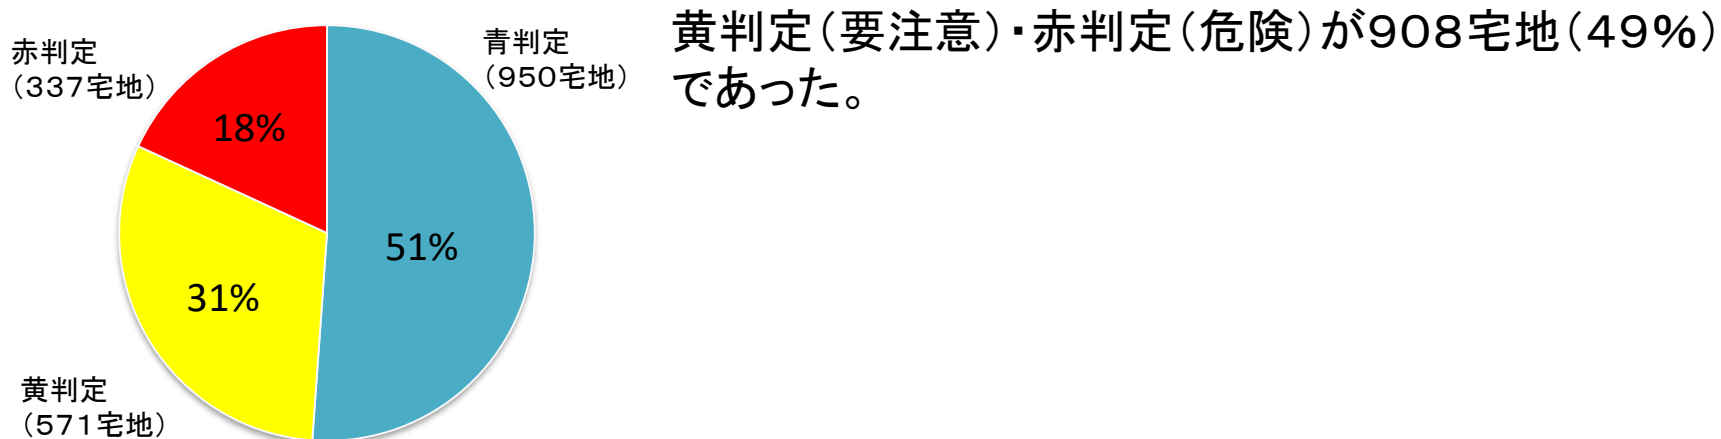 黄判定(要注意)・赤判定(危険)が908宅地(49%)
であった。
赤判定
(337宅地)
青判定
(950宅地)
18%
51%
31%
黄判定
(571宅地)